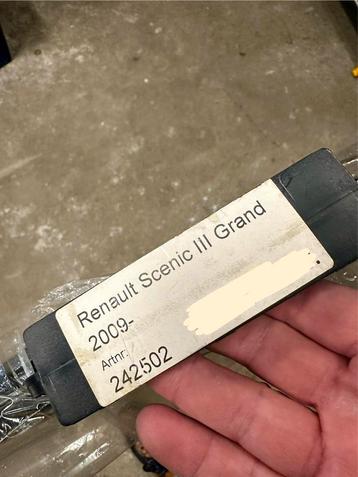 Renault Scenic III Grand
2009-
Artnr.
242502